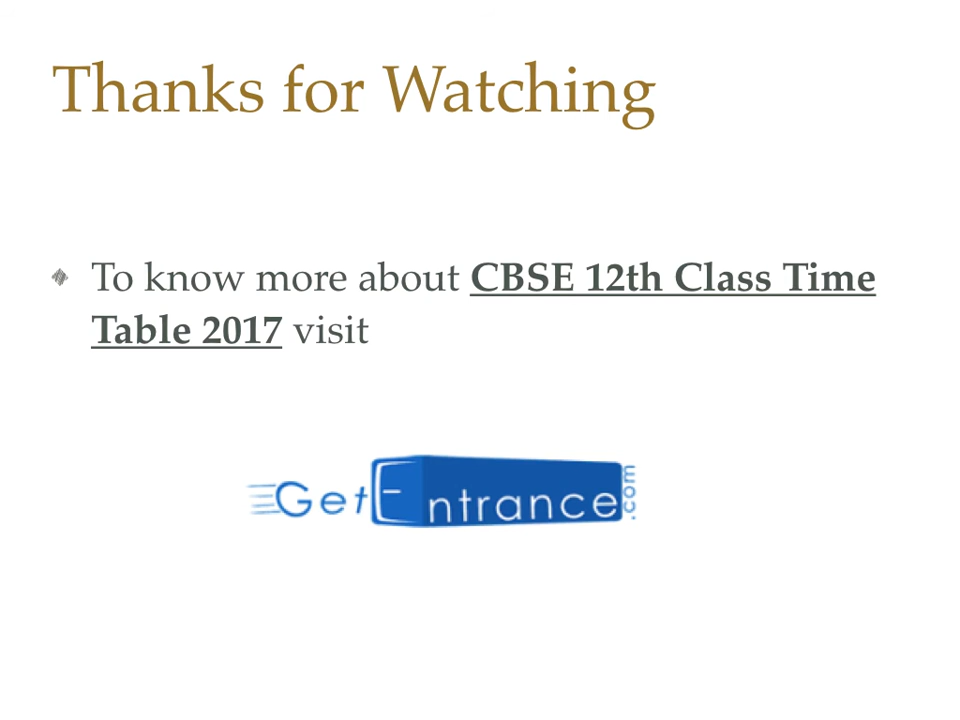 Thanks for Watching
To know more about CBSE 12th Class Time
Table 2017 visit
GetEntrance.com